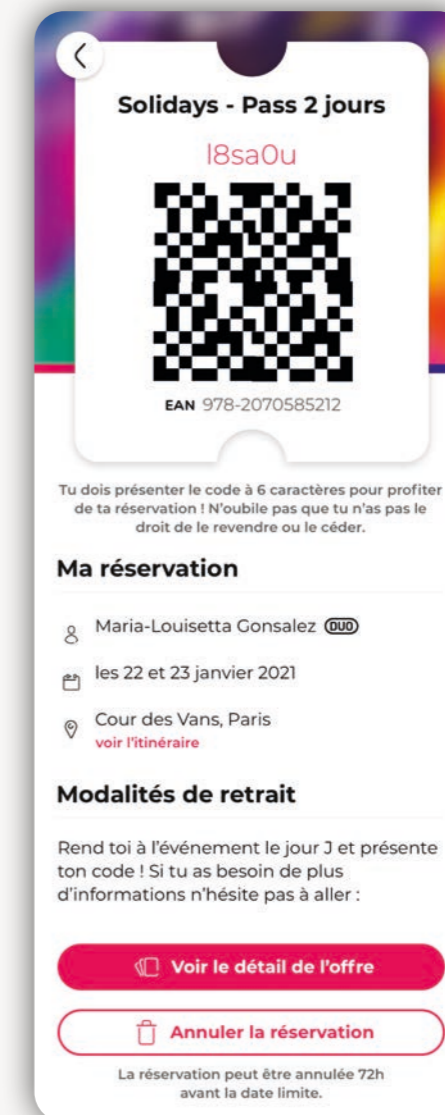 Solidays - Pass 2 jours
l8sa0u
EAN 978-2070585212
Tu dois présenter le code à 6 caractères pour profiter
de ta réservation ! N'oubile pas que tu n'as pas le
droit de le revendre ou le céder.
Ma réservation
Maria-Louisetta Gonsalez DUO
les 22 et 23 janvier 2021
Cour des Vans, Paris
voir l'itinéraire
Modalités de retrait
Rend toi à l'événement le jour J et présente
ton code ! Si tu as besoin de plus
d'informations n'hésite pas à aller :
Voir le détail de l'offre
Annuler la réservation
La réservation peut être annulée 72h
avant la date limite.